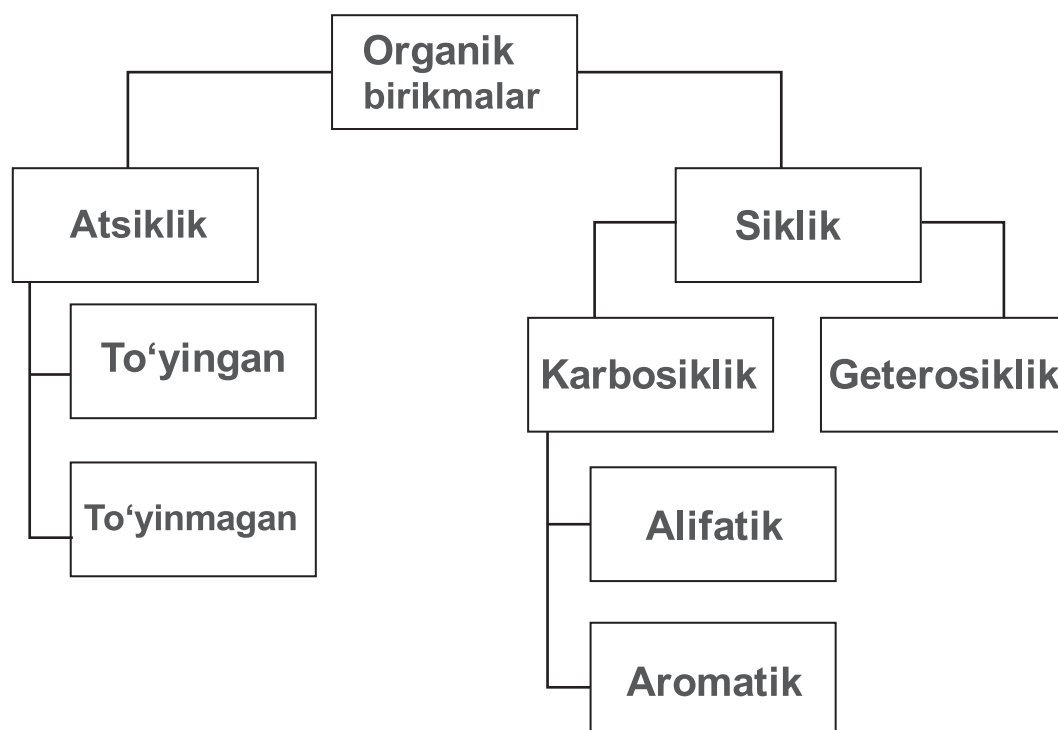 Organik
birikmalar
Atsiklik
Siklik
To‘yingan
Karbosiklik
Geterosiklik
To‘yinmagan
Alifatik
Aromatik